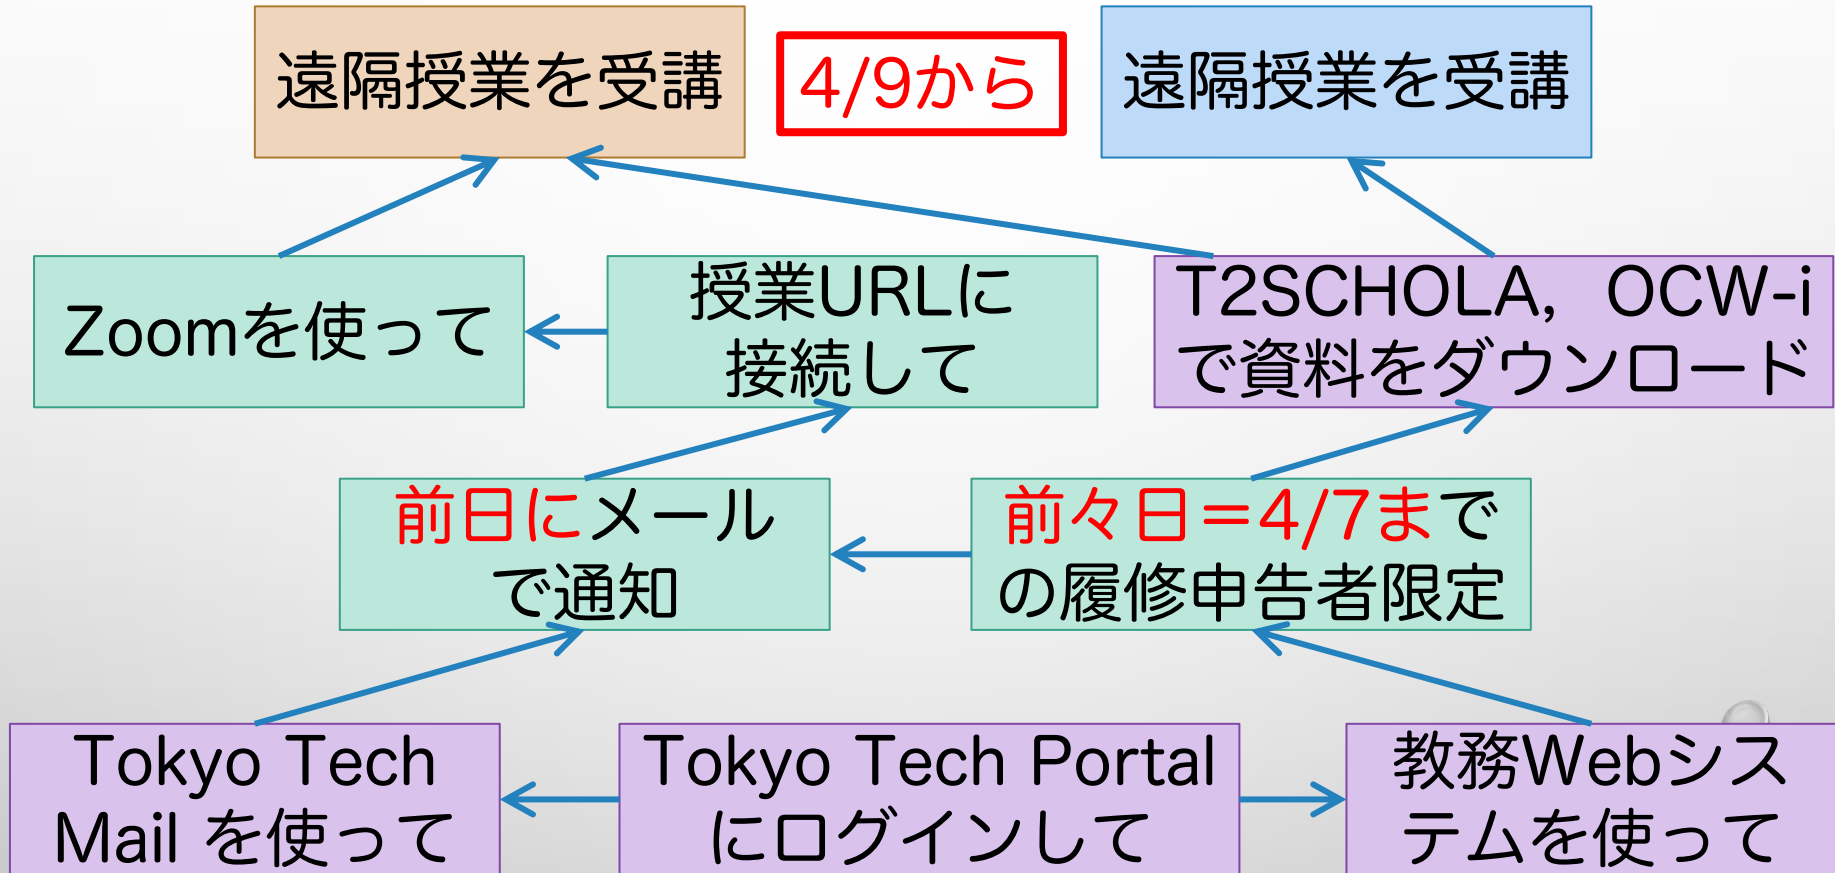 遠隔授業を受講
4/9から
遠隔授業を受講
Zoomを使って
授業URLに
接続して
T2SCHOLA，OCW-i
で資料をダウンロード
前日にメール
で通知
前々日＝4/7まで
の履修申告者限定
Tokyo Tech
Mail を使って
Tokyo Tech Portal
にログインして
教務Webシス
テムを使って